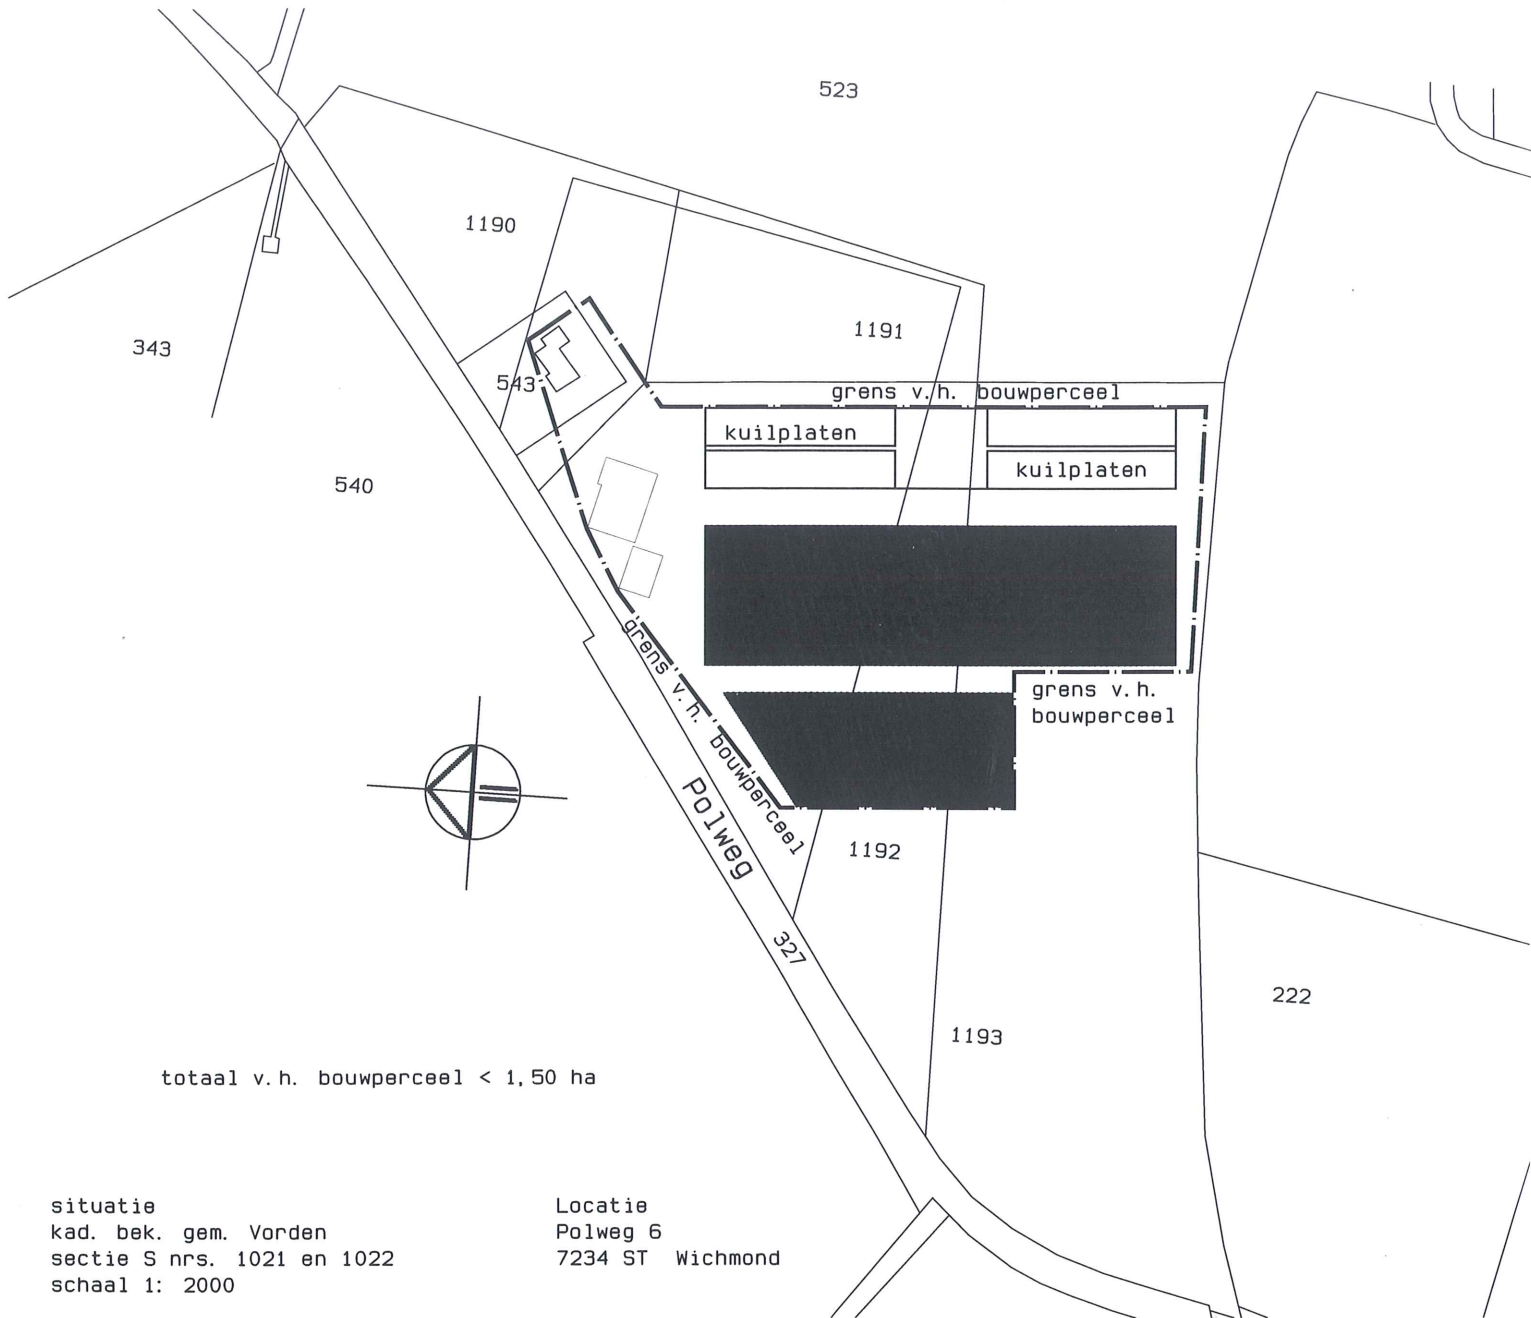 523
1190
1191
343
543
grens v.h. bouwperceel
kuilplaten
kuilplaten
540
grens v.h. bouwperceel
grens v.h.
bouwperceel
Polweg
1192
327
222
1193
totaal v.h. bouwperceel < 1,50 ha
situatie
kad. bek. gem. Vorden
sectie S nrs. 1021 en 1022
schaal 1: 2000
Locatie
Polweg 6
7234 ST Wichmond